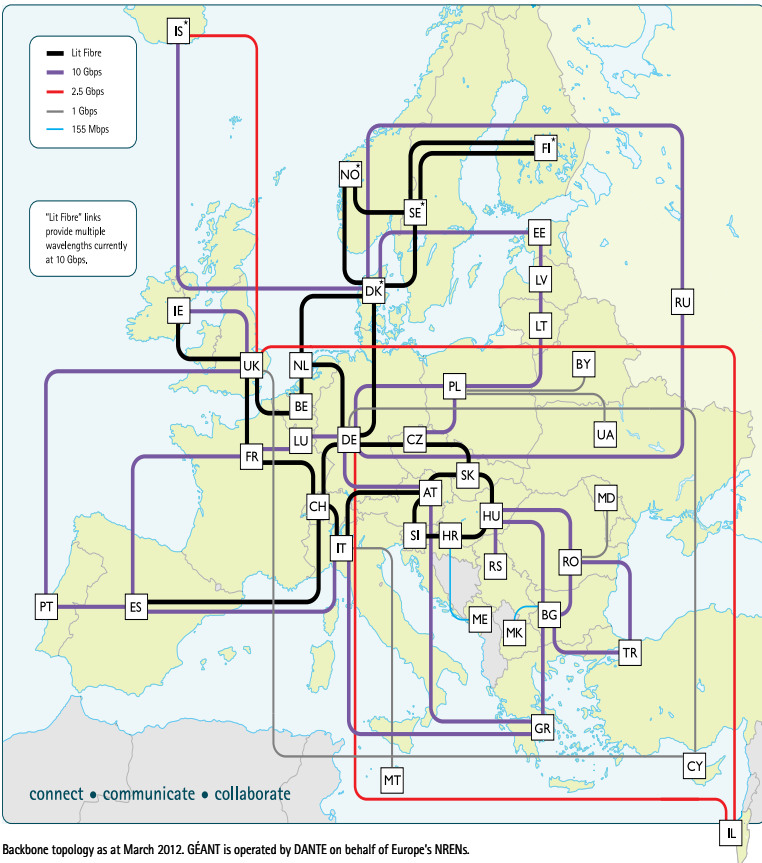 IS*
Lit Fibre
10 Gbps
2.5 Gbps
1 Gbps
155 Mbps
FI*
NO*
SE*
"Lit Fibre" links
provide multiple
wavelengths currently
at 10 Gbps.
EE
LV
DK*
RU
IE
LT
UK
NL
BY
PL
BE
UA
LU
DE
CZ
FR
SK
AT
MD
CH
HU
SI
HR
IT
RS
RO
PT
ES
ME
MK
BG
TR
GR
CY
MT
connect • communicate • collaborate
IL
Backbone topology as at March 2012. GÉANT is operated by DANTE on behalf of Europe's NRENs.